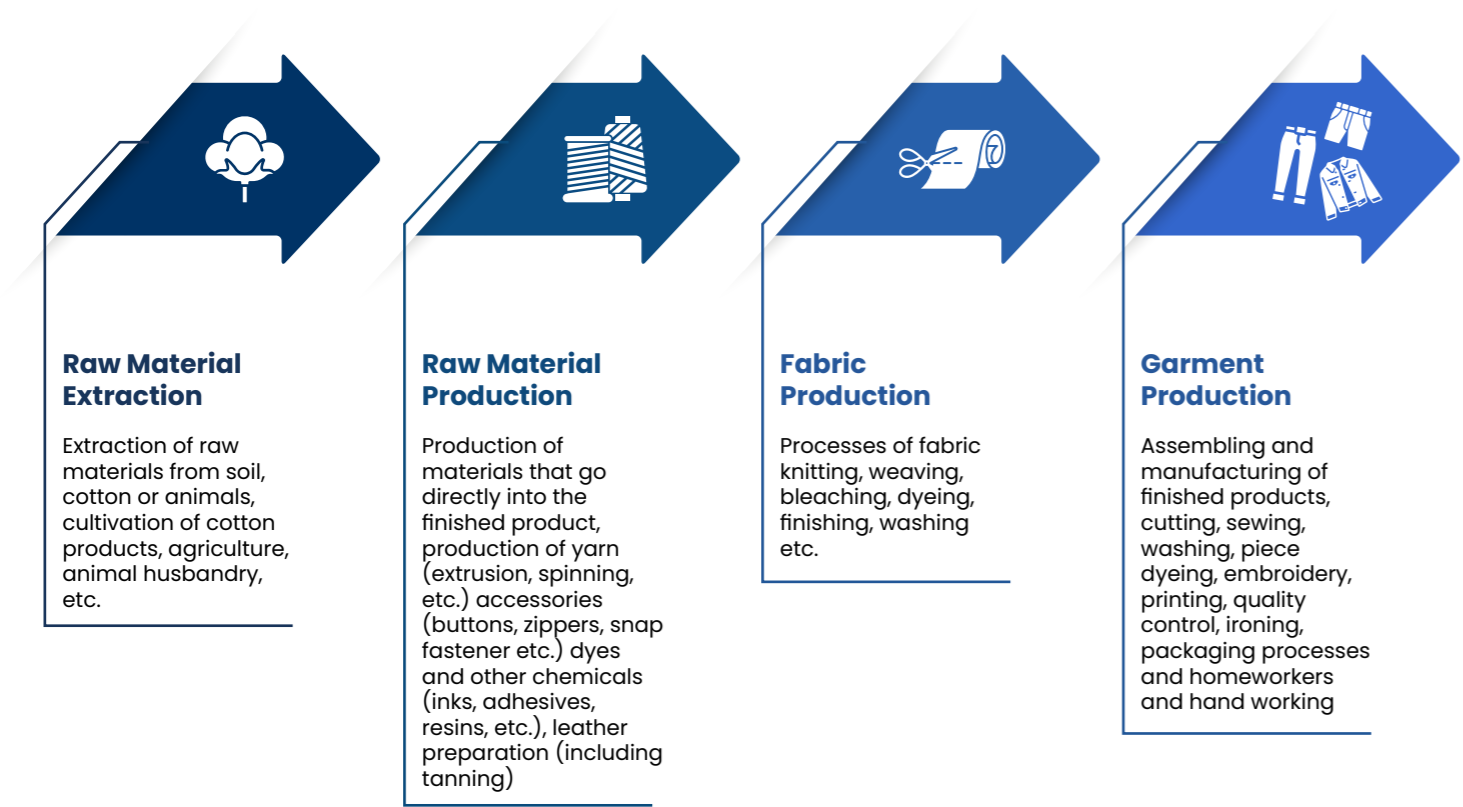 Raw Material
Extraction
Extraction of raw
materials from soil,
cotton or animals,
cultivation of cotton
products, agriculture,
animal husbandry,
etc.
Raw Material
Production
Production of
materials that go
directly into the
finished product,
production of yarn
(extrusion, spinning,
etc.) accessories
(buttons, zippers, snap
fastener etc.) dyes
and other chemicals
(inks, adhesives,
resins, etc.), leather
preparation (including
tanning)
Fabric
Production
Processes of fabric
knitting, weaving,
bleaching, dyeing,
finishing, washing
etc.
Garment
Production
Assembling and
manufacturing of
finished products,
cutting, sewing,
washing, piece
dyeing, embroidery,
printing, quality
control, ironing,
packaging processes
and homeworkers
and hand working